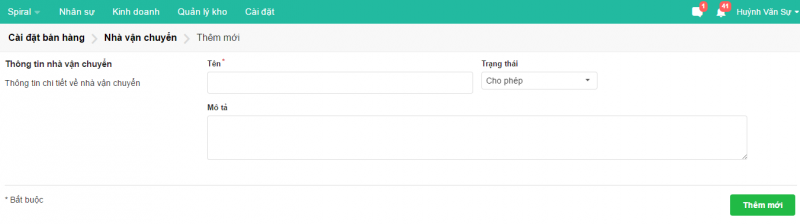 Spiral Nhân sự Kinh doanh Quản lý kho Cài đặt 1 41 Huỳnh Văn Sự
Cài đặt bán hàng Nhà vận chuyển Thêm mới
Thông tin nhà vận chuyển Tên* Trạng thái
Thông tin chi tiết về nhà vận chuyển Cho phép
Mô tả
* Bắt buộc
Thêm mới